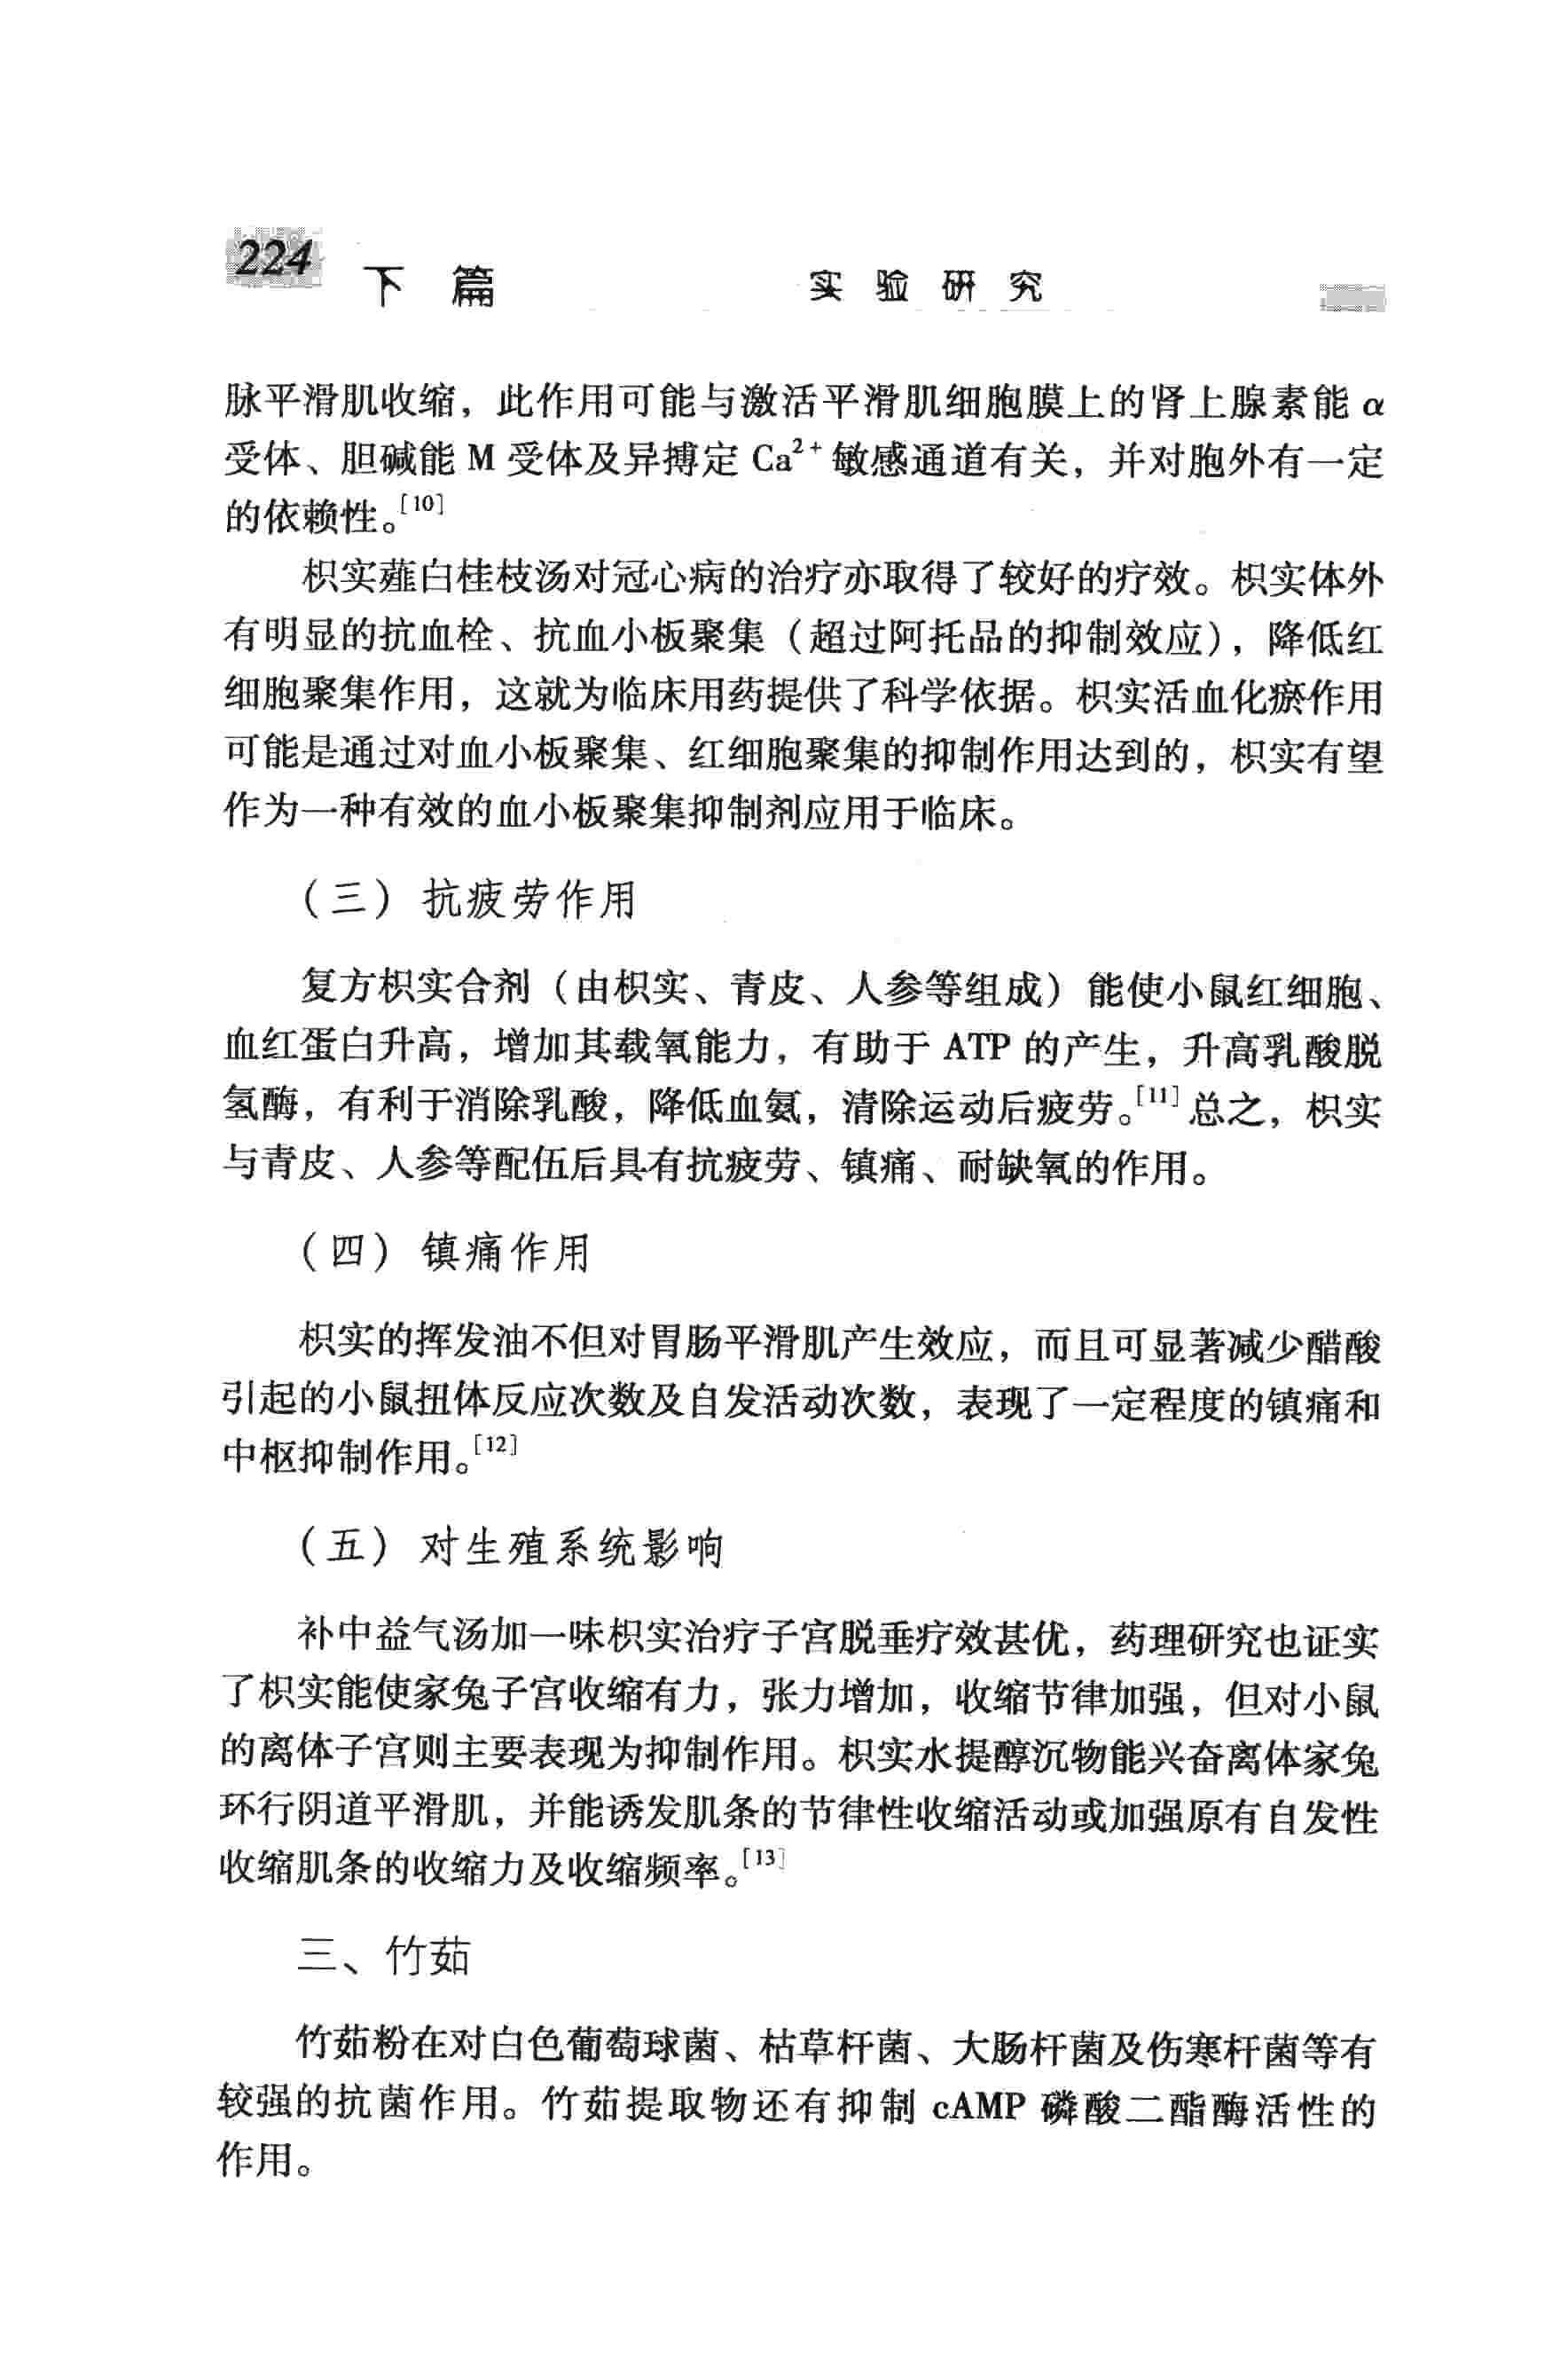 224 下 篇 实 验 研 究
脉平滑肌收缩，此作用可能与激活平滑肌细胞膜上的肾上腺素能 α
受体、胆碱能 M 受体及异搏定 Ca²⁺ 敏感通道有关，并对胞外有一定
的依赖性。[10]
枳实薤白桂枝汤对冠心病的治疗亦取得了较好的疗效。枳实体外
有明显的抗血栓、抗血小板聚集（超过阿托品的抑制效应），降低红
细胞聚集作用，这就为临床用药提供了科学依据。枳实活血化瘀作用
可能是通过对血小板聚集、红细胞聚集的抑制作用达到的，枳实有望
作为一种有效的血小板聚集抑制剂应用于临床。
（三）抗疲劳作用
复方枳实合剂（由枳实、青皮、人参等组成）能使小鼠红细胞、
血红蛋白升高，增加其载氧能力，有助于 ATP 的产生，升高乳酸脱
氢酶，有利于消除乳酸，降低血氨，清除运动后疲劳。[11]总之，枳实
与青皮、人参等配伍后具有抗疲劳、镇痛、耐缺氧的作用。
（四）镇痛作用
枳实的挥发油不但对胃肠平滑肌产生效应，而且可显著减少醋酸
引起的小鼠扭体反应次数及自发活动次数，表现了一定程度的镇痛和
中枢抑制作用。[12]
（五）对生殖系统影响
补中益气汤加一味枳实治疗子宫脱垂疗效甚优，药理研究也证实
了枳实能使家兔子宫收缩有力，张力增加，收缩节律加强，但对小鼠
的离体子宫则主要表现为抑制作用。枳实水提醇沉物能兴奋离体家兔
环行阴道平滑肌，并能诱发肌条的节律性收缩活动或加强原有自发性
收缩肌条的收缩力及收缩频率。[13]
三、竹茹
竹茹粉在对白色葡萄球菌、枯草杆菌、大肠杆菌及伤寒杆菌等有
较强的抗菌作用。竹茹提取物还有抑制 cAMP 磷酸二酯酶活性的
作用。